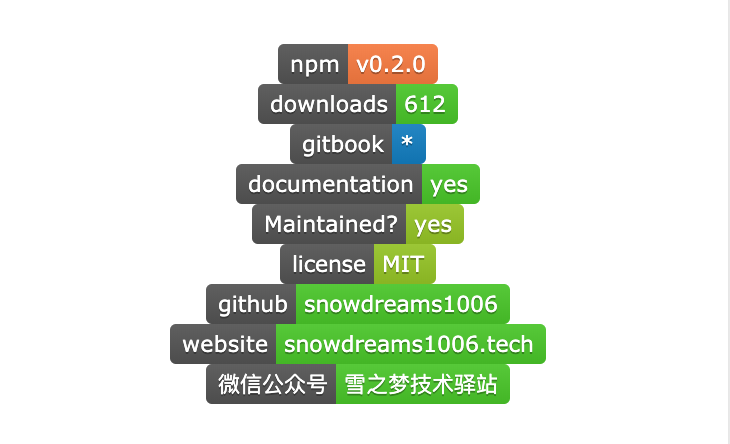 npm v0.2.0
downloads 612
gitbook *
documentation yes
Maintained? yes
license MIT
github snowdreams1006
website snowdreams1006.tech
微信公众号 雪之梦技术驿站